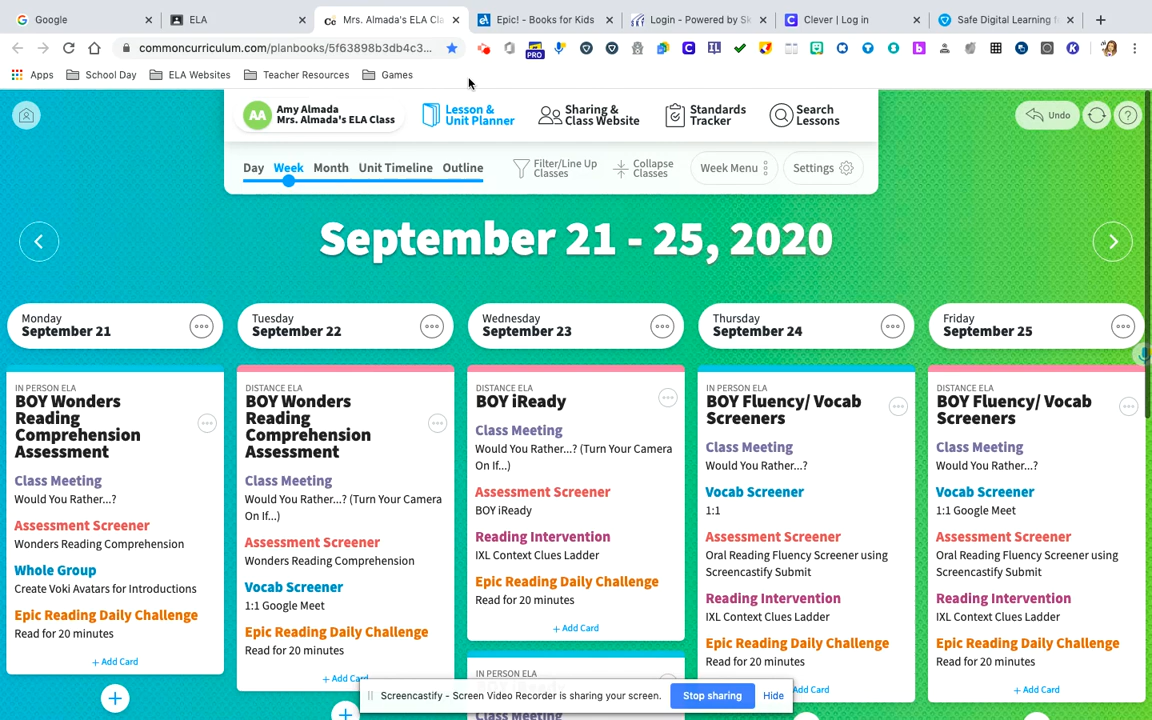 Google
ELA
Mrs. Almada's ELA Cla
Epic! - Books for Kids
Login - Powered by Sk
Clever | Log in
Safe Digital Learning f
commoncurriculum.com/planbooks/5f63898b3db4c3...
PRO
Apps
School Day
ELA Websites
Teacher Resources
Games
AA
Amy Almada
Mrs. Almada's ELA Class
Lesson &
Unit Planner
Sharing &
Class Website
Standards
Tracker
Search
Lessons
Undo
Day
Week
Month
Unit Timeline
Outline
Filter/Line Up
Classes
Collapse
Classes
Week Menu
Settings
September 21 - 25, 2020
Monday
September 21
Tuesday
September 22
Wednesday
September 23
Thursday
September 24
Friday
September 25
IN PERSON ELA
BOY Wonders
Reading
Comprehension
Assessment
Class Meeting
Would You Rather...?
Assessment Screener
Wonders Reading Comprehension
Whole Group
Create Voki Avatars for Introductions
Epic Reading Daily Challenge
Read for 20 minutes
+ Add Card
DISTANCE ELA
BOY Wonders
Reading
Comprehension
Assessment
Class Meeting
Would You Rather...? (Turn Your Camera
On If...)
Assessment Screener
Wonders Reading Comprehension
Vocab Screener
1:1 Google Meet
Epic Reading Daily Challenge
Read for 20 minutes
+ Add Card
DISTANCE ELA
BOY iReady
Class Meeting
Would You Rather...? (Turn Your Camera
On If...)
Assessment Screener
BOY iReady
Reading Intervention
IXL Context Clues Ladder
Epic Reading Daily Challenge
Read for 20 minutes
+ Add Card
IN PERSON ELA
Class Meeting
IN PERSON ELA
BOY Fluency/ Vocab
Screeners
Class Meeting
Would You Rather...?
Vocab Screener
1:1
Assessment Screener
Oral Reading Fluency Screener using
Screencastify Submit
Reading Intervention
IXL Context Clues Ladder
Epic Reading Daily Challenge
Read for 20 minutes
Add Card
DISTANCE ELA
BOY Fluency/ Vocab
Screeners
Class Meeting
Would You Rather...?
Vocab Screener
1:1 Google Meet
Assessment Screener
Oral Reading Fluency Screener using
Screencastify Submit
Reading Intervention
IXL Context Clues Ladder
Epic Reading Daily Challenge
Read for 20 minutes
+ Add Card
Screencastify - Screen Video Recorder is sharing your screen.
Stop sharing
Hide